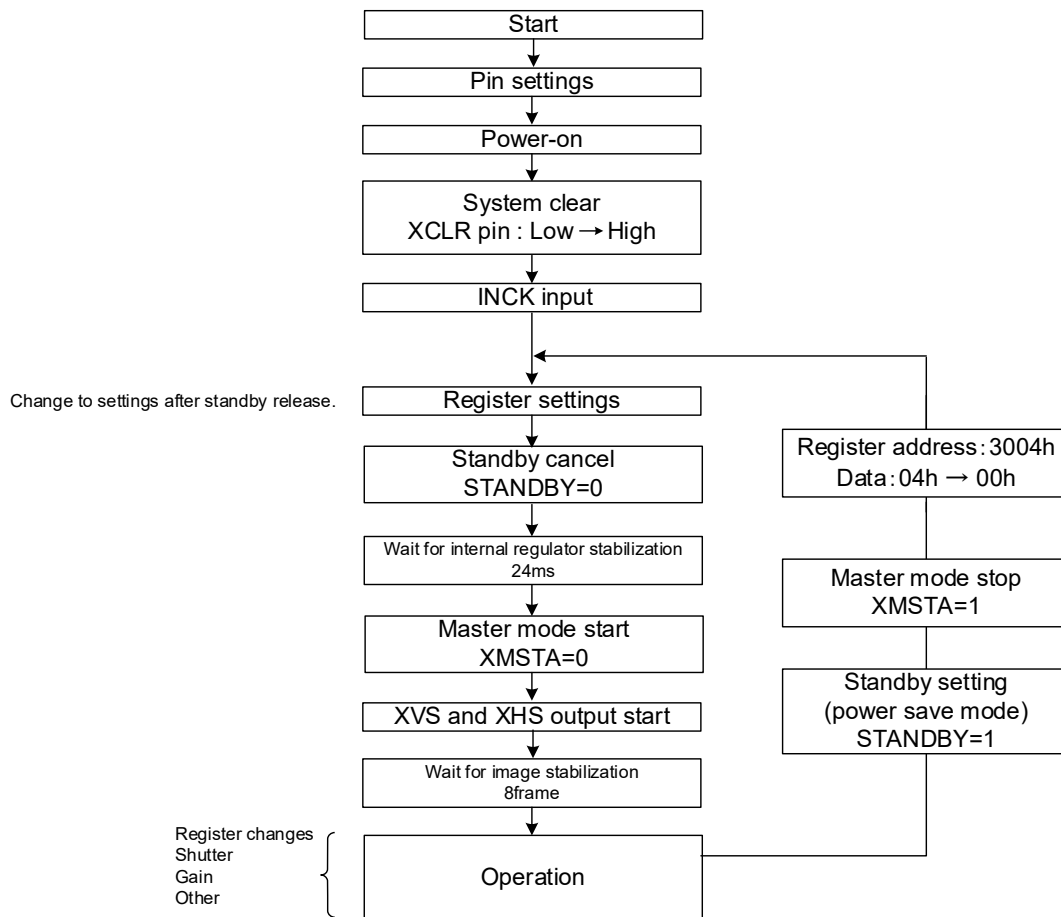 Start
Pin settings
Power-on
System clear
XCLR pin : Low → High
INCK input
Change to settings after standby release.
Register settings
Standby cancel
STANDBY=0
Wait for internal regulator stabilization
24ms
Master mode start
XMSTA=0
XVS and XHS output start
Wait for image stabilization
8frame
Register changes
Shutter
Gain
Other
Operation
Register address：3004h
Data：04h → 00h
Master mode stop
XMSTA=1
Standby setting
(power save mode)
STANDBY=1